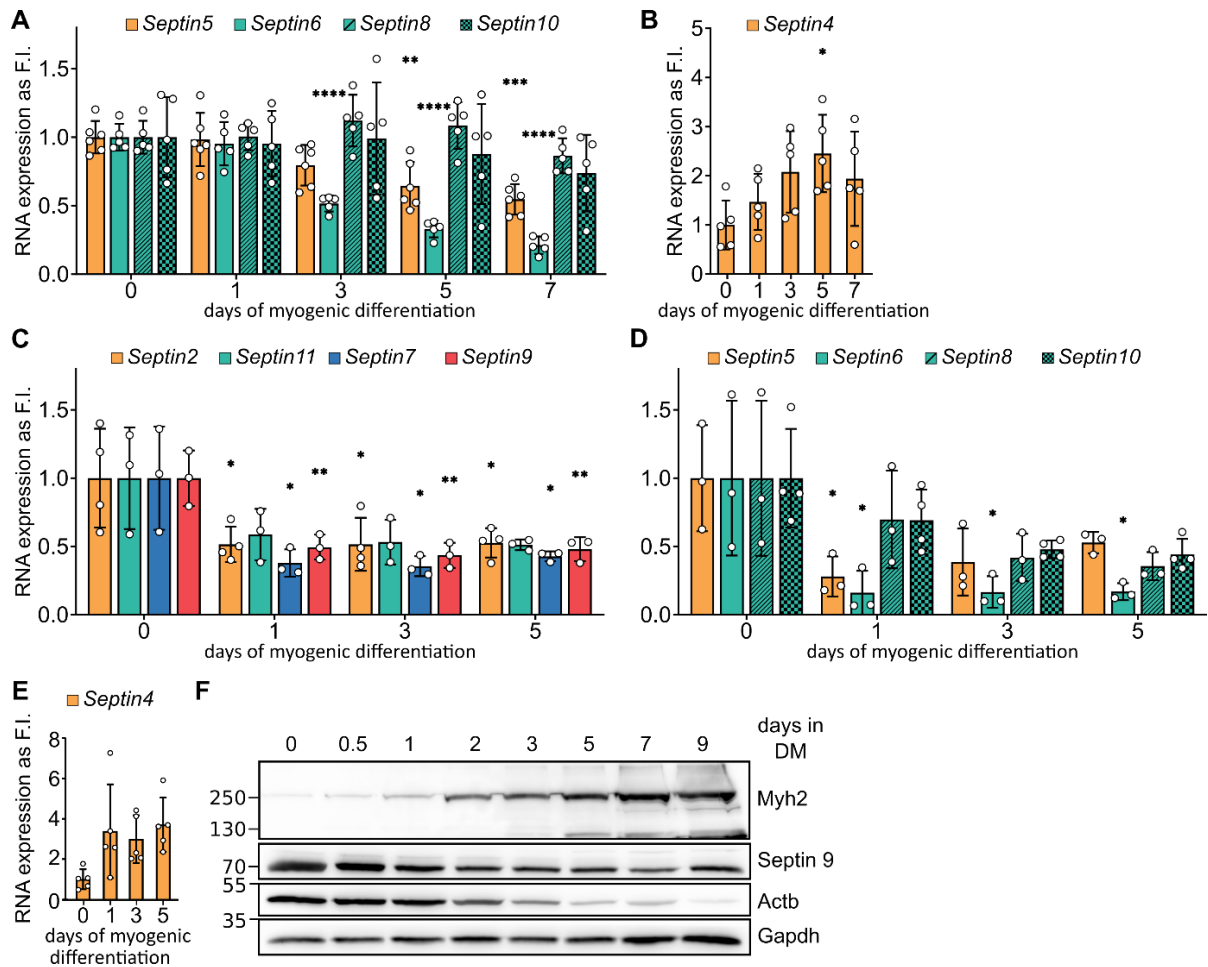 A
Septin5 Septin6 Septin8 Septin10
RNA expression as F.I.
1.5
1.0
0.5
0.0
**** ** **** *** ****
0 1 3 5 7
days of myogenic differentiation
B
Septin4
RNA expression as F.I.
5
4
3
2
1
0
*
0 1 3 5 7
days of myogenic differentiation
C
Septin2 Septin11 Septin7 Septin9
RNA expression as F.I.
1.5
1.0
0.5
0.0
* * ** * * ** * * **
0 1 3 5
days of myogenic differentiation
D
Septin5 Septin6 Septin8 Septin10
RNA expression as F.I.
1.5
1.0
0.5
0.0
* * * *
0 1 3 5
days of myogenic differentiation
E
Septin4
RNA expression as F.I.
8
6
4
2
0
0 1 3 5
days of myogenic
differentiation
F
0 0.5 1 2 3 5 7 9
days in
DM
250
130
Myh2
70
Septin 9
55
Actb
35
Gapdh